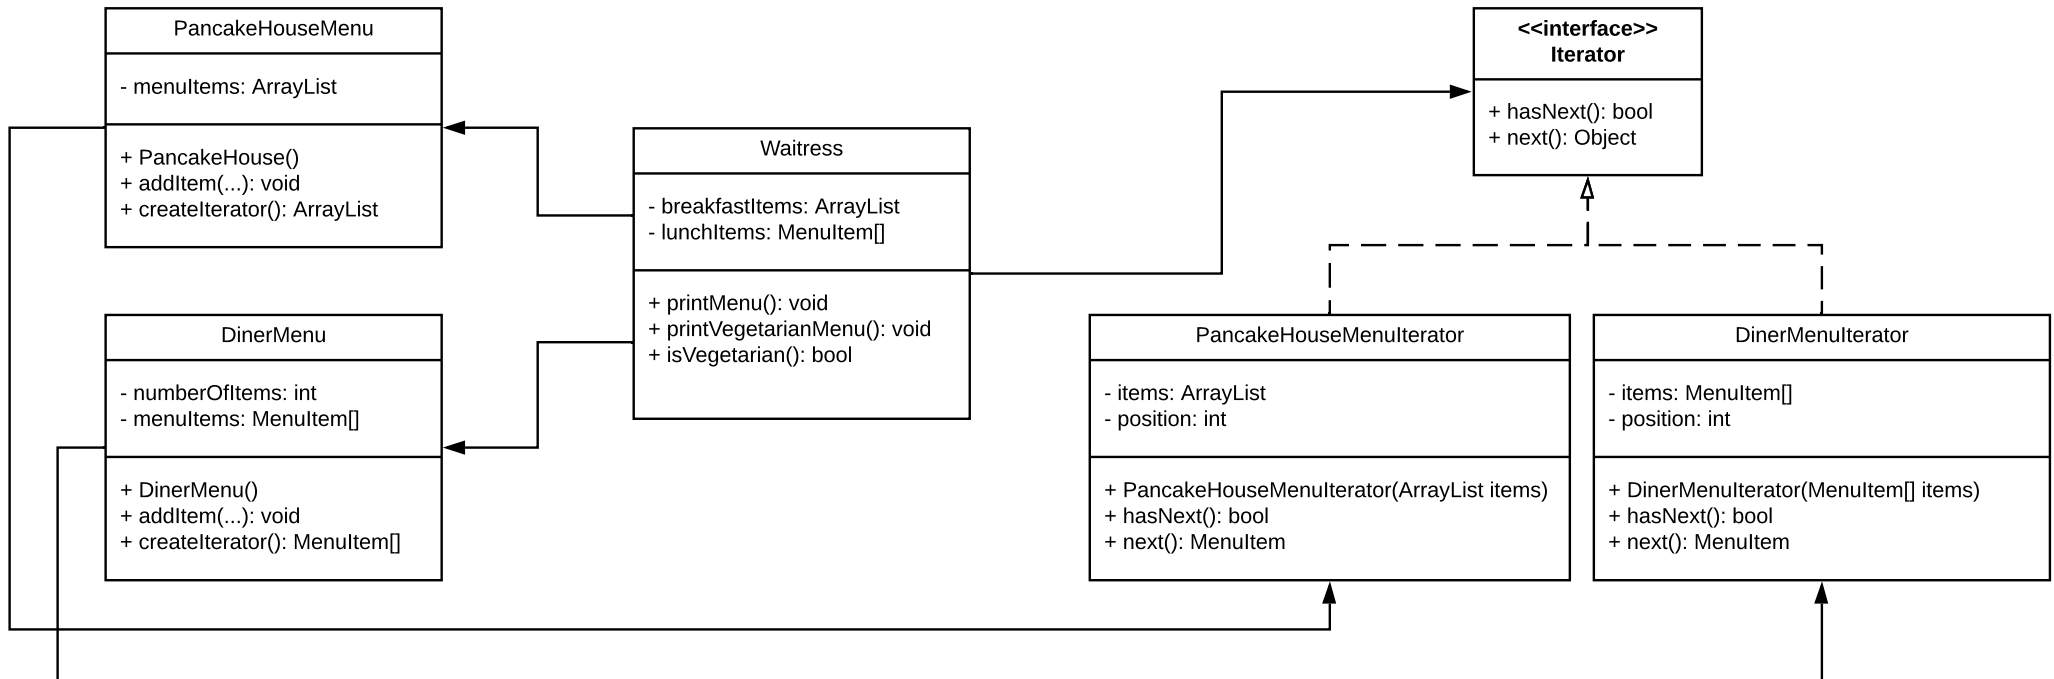 PancakeHouseMenu
- menuItems: ArrayList
+ PancakeHouse()
+ addItem(...): void
+ createIterator(): ArrayList
DinerMenu
- numberOfItems: int
- menuItems: MenuItem[]
+ DinerMenu()
+ addItem(...): void
+ createIterator(): MenuItem[]
Waitress
- breakfastItems: ArrayList
- lunchItems: MenuItem[]
+ printMenu(): void
+ printVegetarianMenu(): void
+ isVegetarian(): bool
<<interface>>
Iterator
+ hasNext(): bool
+ next(): Object
PancakeHouseMenuIterator
- items: ArrayList
- position: int
+ PancakeHouseMenuIterator(ArrayList items)
+ hasNext(): bool
+ next(): MenuItem
DinerMenuIterator
- items: MenuItem[]
- position: int
+ DinerMenuIterator(MenuItem[] items)
+ hasNext(): bool
+ next(): MenuItem